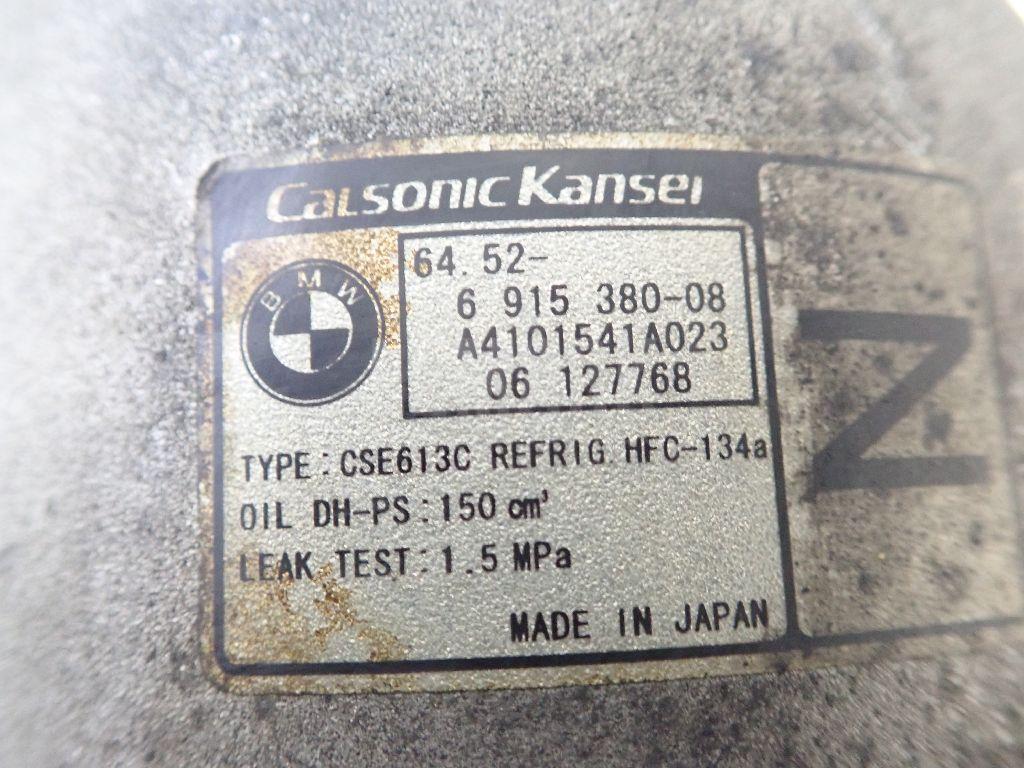 CALSONIC KANSEI
BMW
64. 52-
6 915 380-08
A4101541A023
06 127768
TYPE : CSE613C REFRIG. HFC-134a
OIL DH-PS : 150 cm³
LEAK TEST : 1.5 MPa
MADE IN JAPAN
Z